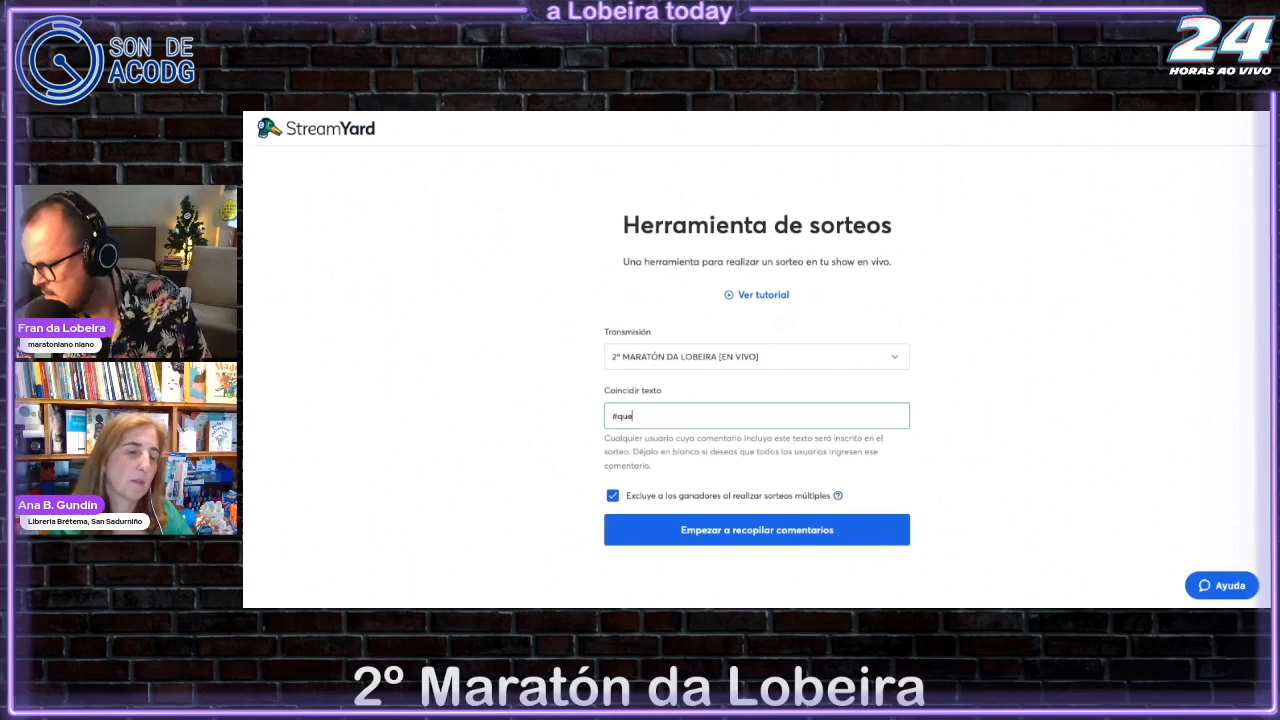 a Lobeira today
SON DE
ACODG
24
HORAS AO VIVO
StreamYard
Herramienta de sorteos
Una herramienta para realizar un sorteo en tu show en vivo.
Ver tutorial
Transmisión
2º MARATÓN DA LOBEIRA [EN VIVO]
Coincidir texto
#que
Cualquier usuario cuyo comentario incluya este texto será inscrito en el
sorteo. Déjalo en blanco si deseas que todos los usuarios ingresen ese
comentario.
Excluye a los ganadores al realizar sorteos múltiples
Empezar a recopilar comentarios
Ayuda
Fran da Lobeira
maratoniano niano
Ana B. Gundín
Librería Brétema, San Sadurniño
2º Maratón da Lobeira